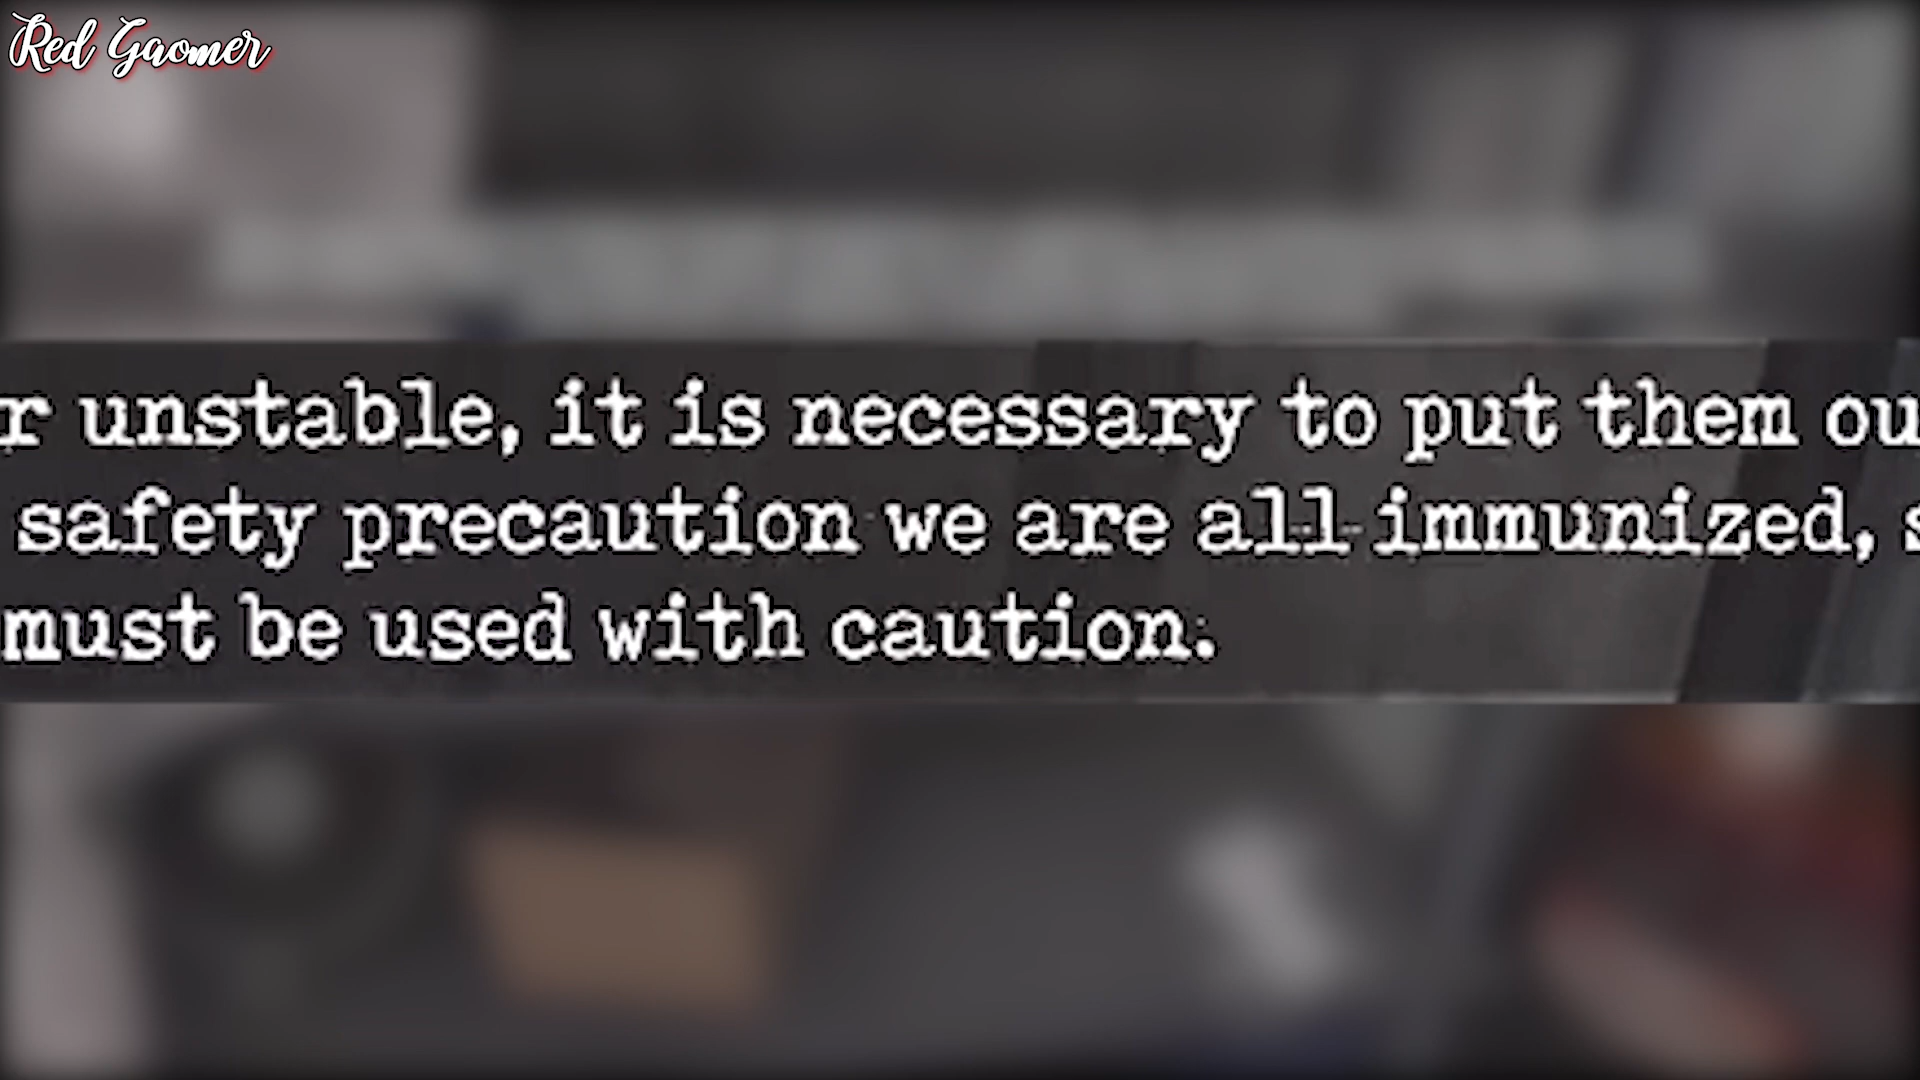 Red Gaomer
r unstable, it is necessary to put them ou
safety precaution we are all immunized, s
must be used with caution.